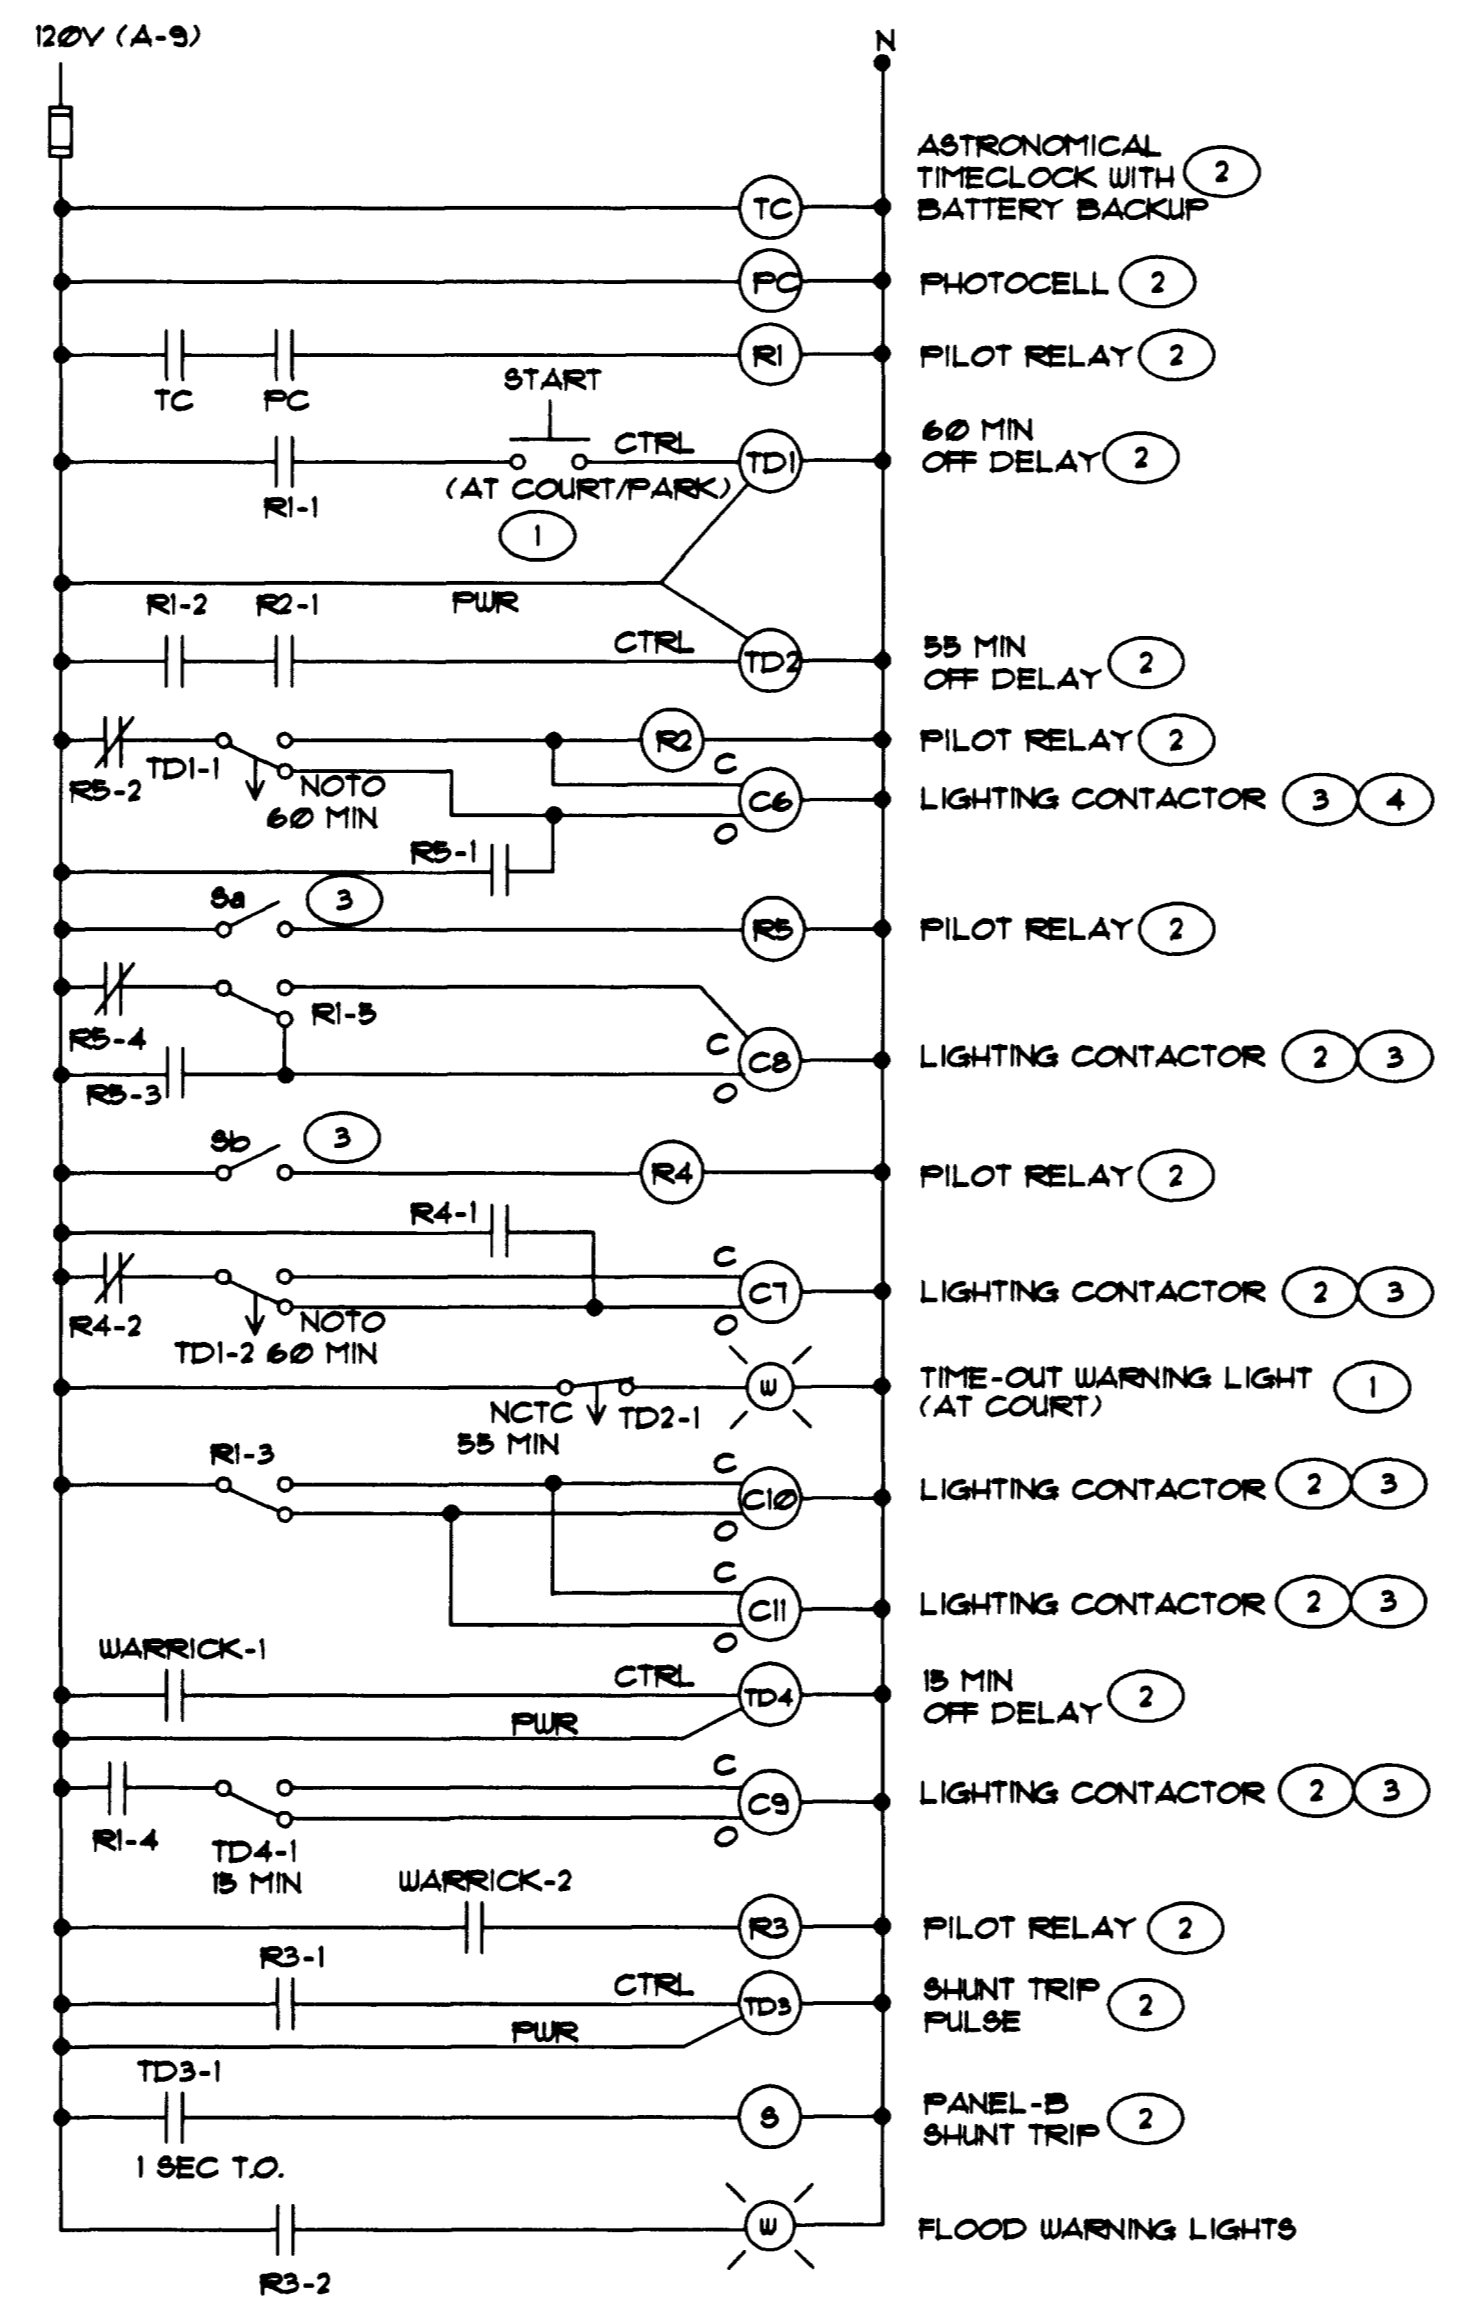 120V (A-9)
N
ASTRONOMICAL
TIMECLOCK WITH 2
BATTERY BACKUP
TC
PC
PHOTOCELL 2
R1
PILOT RELAY 2
TC PC
START
CTRL
TD1
60 MIN
OFF DELAY 2
R1-1
(AT COURT/PARK)
1
PWR
R1-2 R2-1
CTRL
TD2
55 MIN
OFF DELAY 2
R5-2
TD1-1
NOTO
60 MIN
R2
PILOT RELAY 2
C
C6
O
LIGHTING CONTACTOR 3 4
R5-1
Sa 3
R5
PILOT RELAY 2
R5-4
R1-5
R5-3
C
C8
O
LIGHTING CONTACTOR 2 3
Sb 3
R4
PILOT RELAY 2
R4-1
R4-2
NOTO
TD1-2 60 MIN
C
C7
O
LIGHTING CONTACTOR 2 3
NCTC TD2-1
55 MIN
W
TIME-OUT WARNING LIGHT 1
(AT COURT)
R1-3
C
C10
O
LIGHTING CONTACTOR 2 3
C
C11
O
LIGHTING CONTACTOR 2 3
WARRICK-1
CTRL
TD4
PWR
15 MIN
OFF DELAY 2
R1-4
TD4-1
15 MIN
C
C9
O
LIGHTING CONTACTOR 2 3
WARRICK-2
R3
PILOT RELAY 2
R3-1
CTRL
TD3
PWR
SHUNT TRIP
PULSE 2
TD3-1
1 SEC T.O.
S
PANEL-B
SHUNT TRIP 2
R3-2
W
FLOOD WARNING LIGHTS